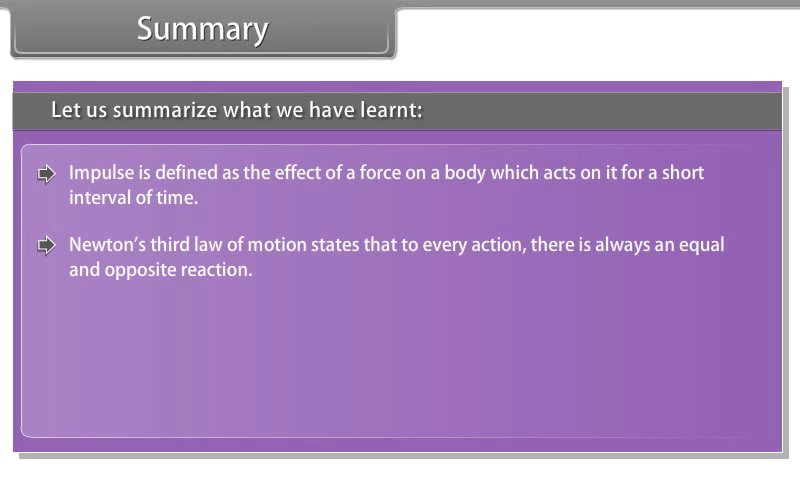 Summary
Let us summarize what we have learnt:
Impulse is defined as the effect of a force on a body which acts on it for a short
interval of time.
Newton’s third law of motion states that to every action, there is always an equal
and opposite reaction.